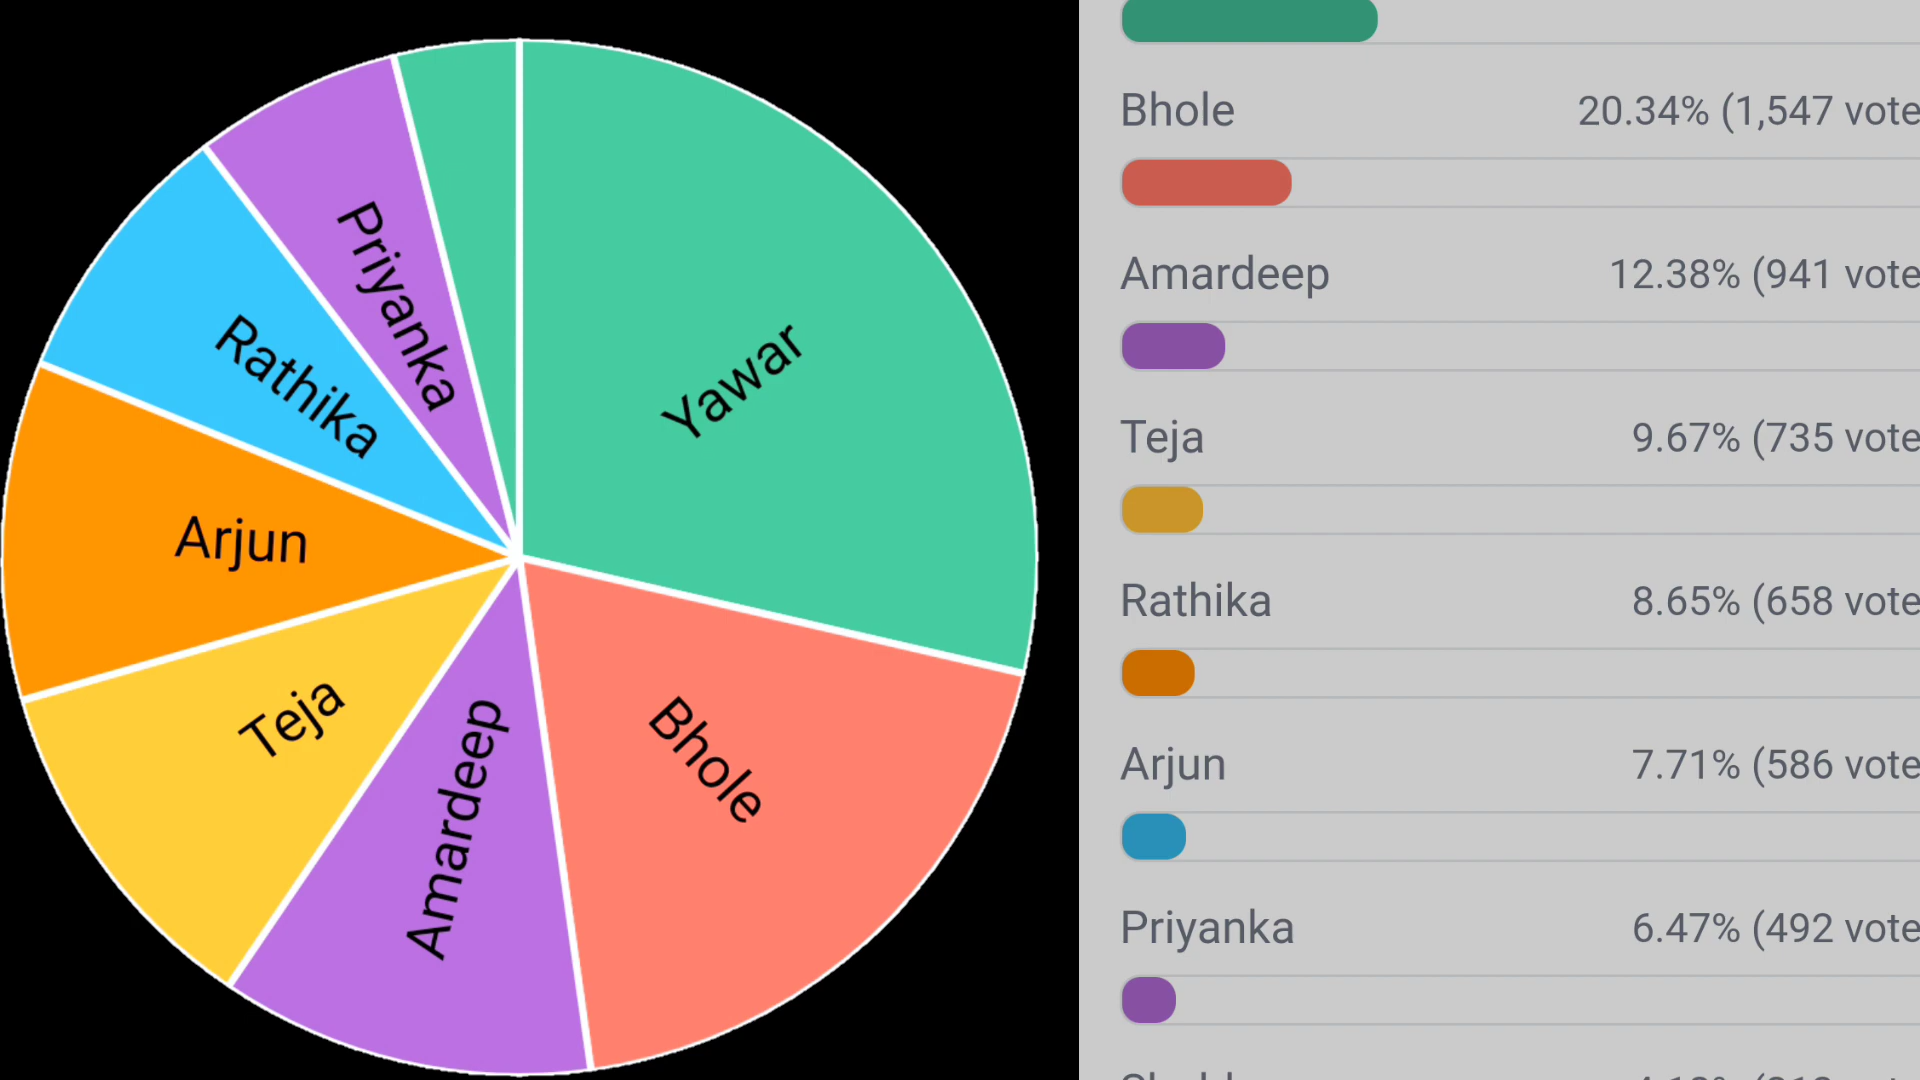 Yawar
Bhole
Amardeep
Teja
Arjun
Rathika
Priyanka
Bhole 20.34% (1,547 vote
Amardeep 12.38% (941 vote
Teja 9.67% (735 vote
Rathika 8.65% (658 vote
Arjun 7.71% (586 vote
Priyanka 6.47% (492 vote